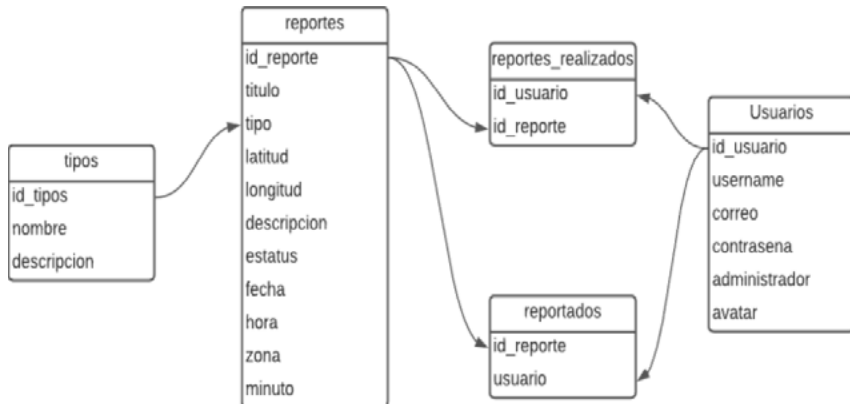 tipos
id_tipos
nombre
descripcion
reportes
id_reporte
titulo
tipo
latitud
longitud
descripcion
estatus
fecha
hora
zona
minuto
reportes_realizados
id_usuario
id_reporte
reportados
id_reporte
usuario
Usuarios
id_usuario
username
correo
contrasena
administrador
avatar